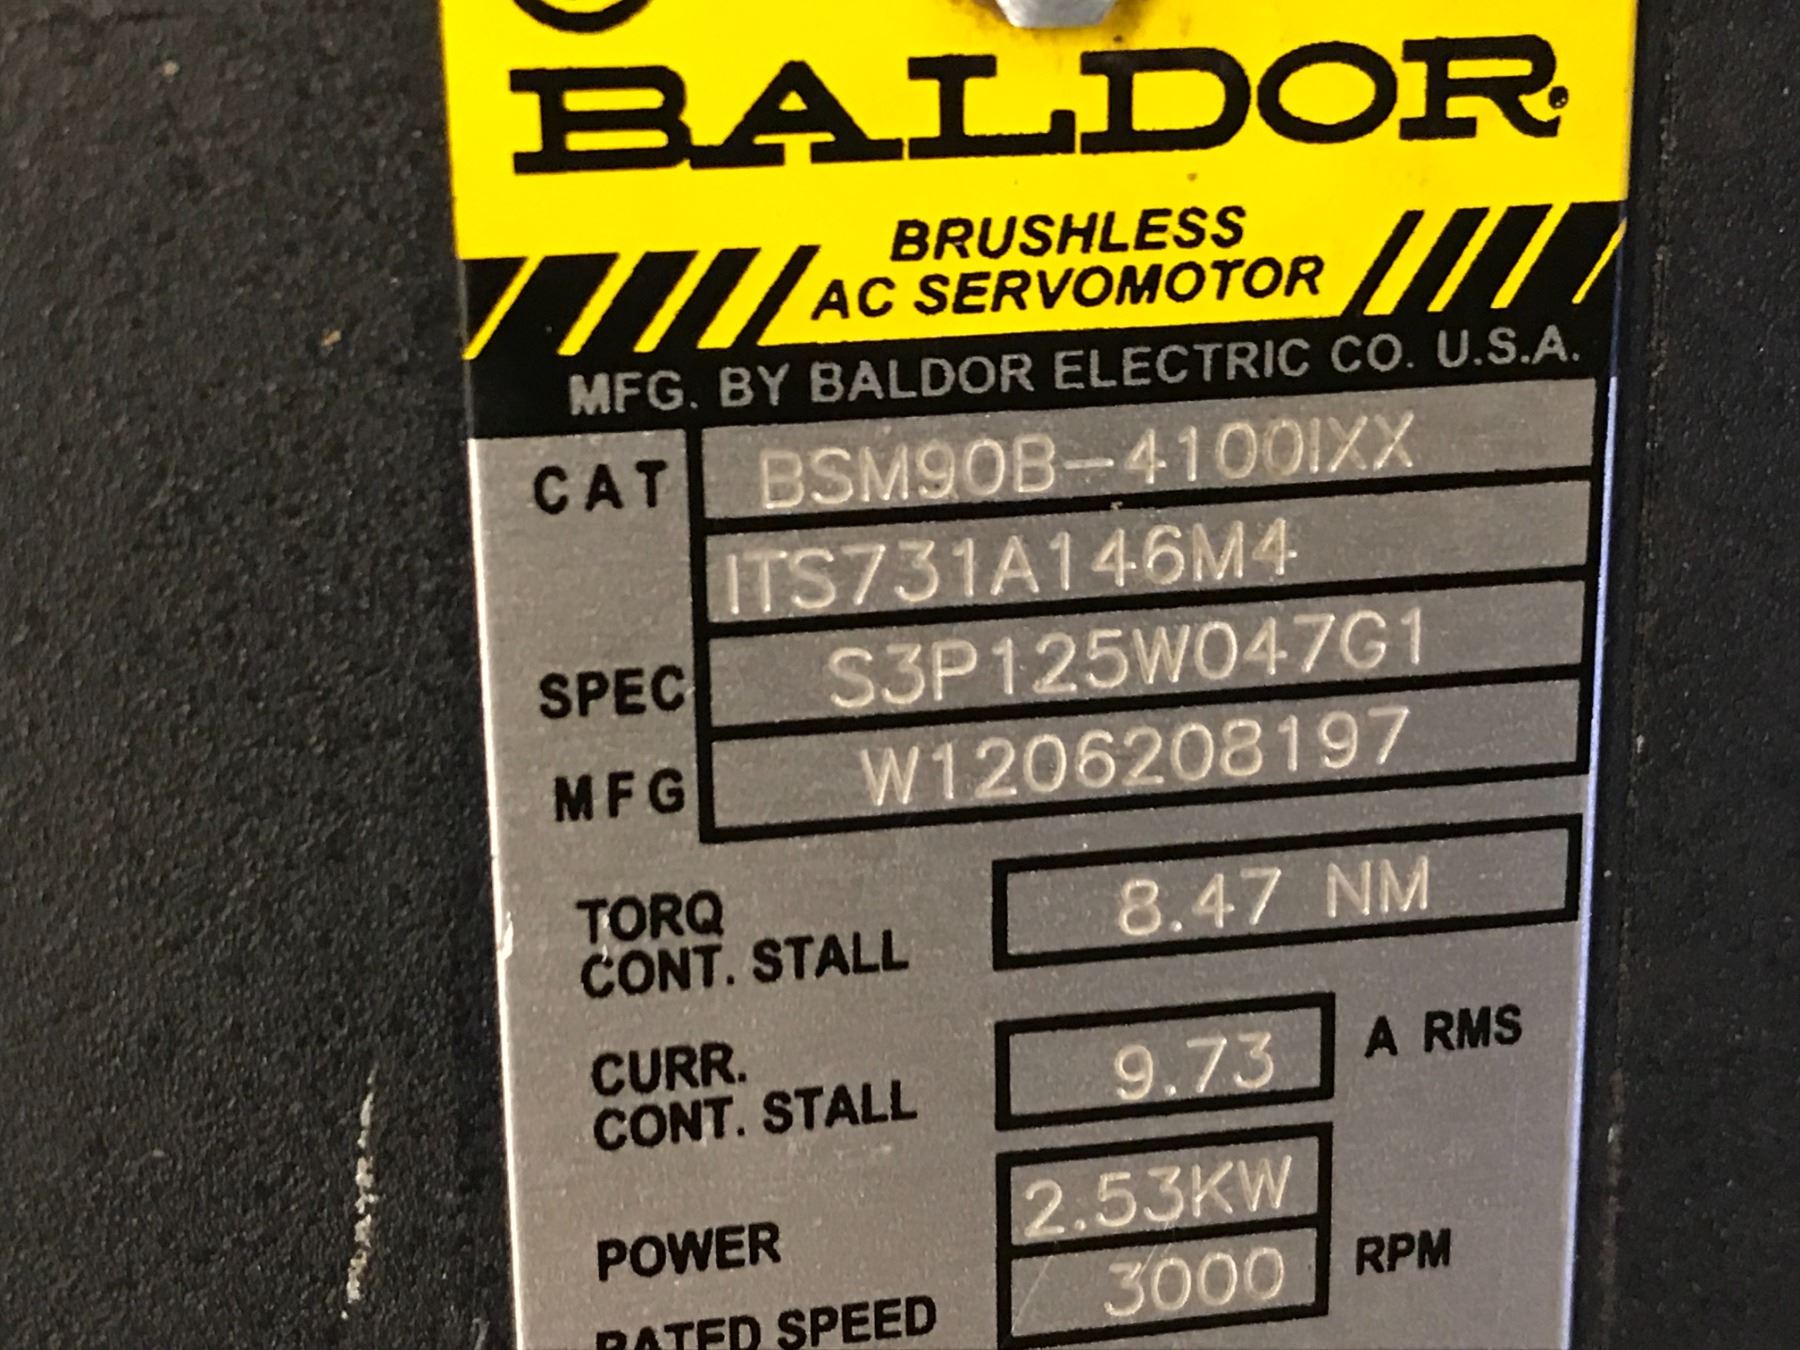 BALDOR
BRUSHLESS
AC SERVOMOTOR
MFG. BY BALDOR ELECTRIC CO. U.S.A.
CAT BSM90B-4100IXX
ITS731A146M4
SPEC S3P125W047G1
MFG W1206208197
TORQ
CONT. STALL 8.47 NM
CURR.
CONT. STALL 9.73 A RMS
POWER 2.53KW
RATED SPEED 3000 RPM